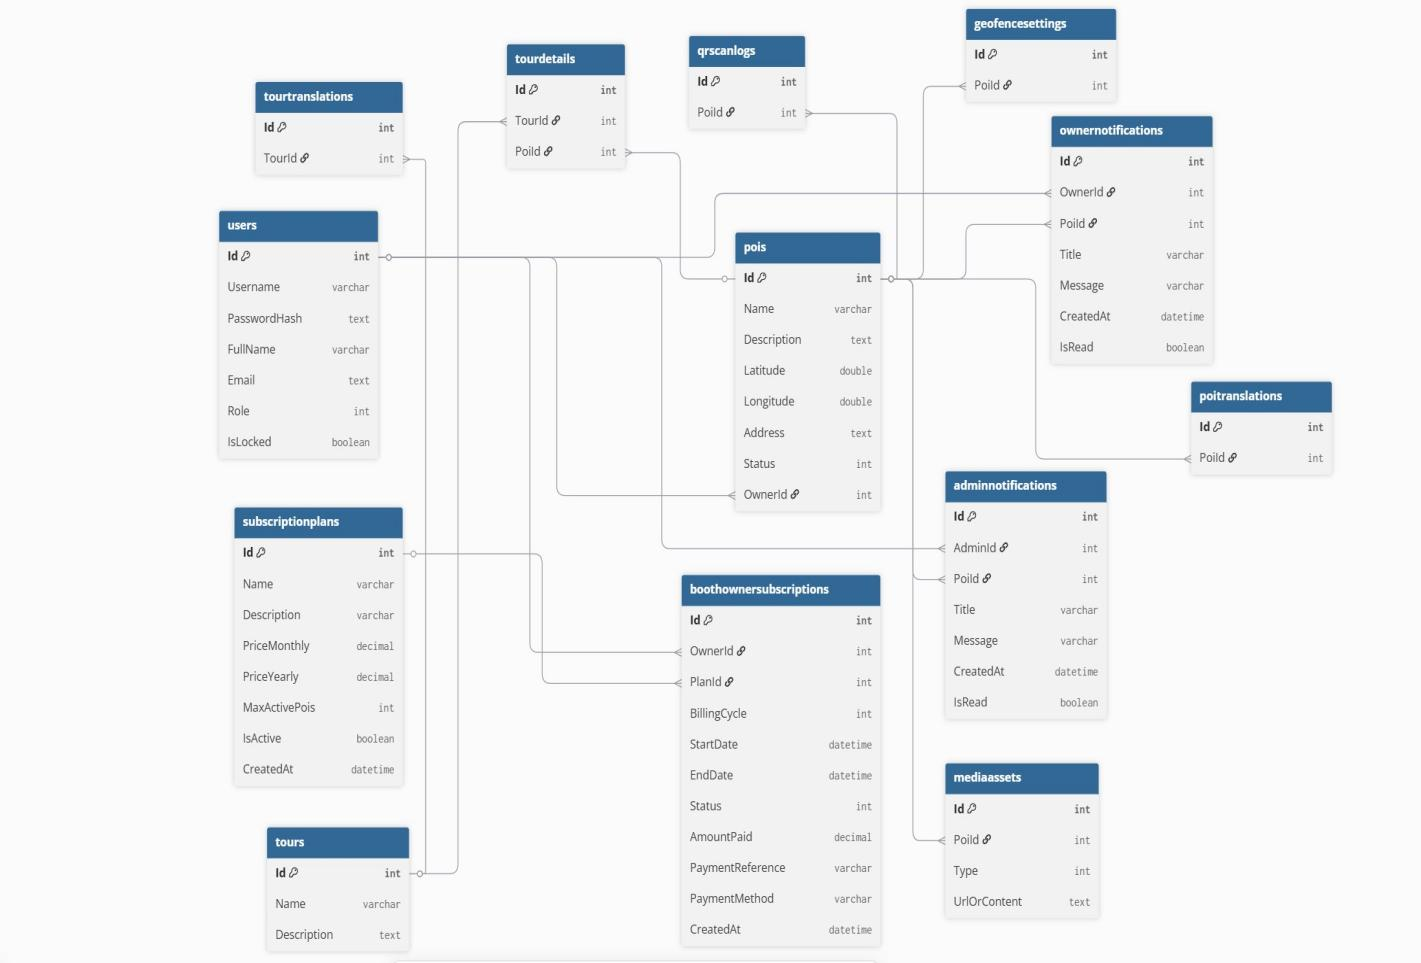 tourtranslations
Id int
TourId int
tourdetails
Id int
TourId int
PoiId int
qrscanlogs
Id int
PoiId int
geofencesettings
Id int
PoiId int
ownernotifications
Id int
OwnerId int
PoiId int
Title varchar
Message varchar
CreatedAt datetime
IsRead boolean
users
Id int
Username varchar
PasswordHash text
FullName varchar
Email text
Role int
IsLocked boolean
pois
Id int
Name varchar
Description text
Latitude double
Longitude double
Address text
Status int
OwnerId int
poitranslations
Id int
PoiId int
subscriptionplans
Id int
Name varchar
Description varchar
PriceMonthly decimal
PriceYearly decimal
MaxActivePois int
IsActive boolean
CreatedAt datetime
boothownersubscriptions
Id int
OwnerId int
PlanId int
BillingCycle int
StartDate datetime
EndDate datetime
Status int
AmountPaid decimal
PaymentReference varchar
PaymentMethod varchar
CreatedAt datetime
adminnotifications
Id int
AdminId int
PoiId int
Title varchar
Message varchar
CreatedAt datetime
IsRead boolean
tours
Id int
Name varchar
Description text
mediaassets
Id int
PoiId int
Type int
UrlOrContent text